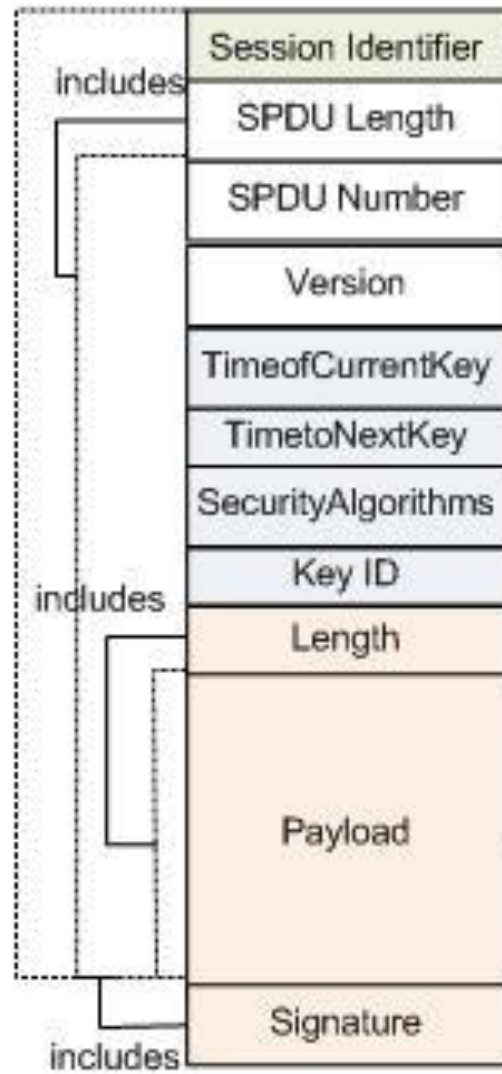 Session Identifier
includes
SPDU Length
SPDU Number
Version
TimeofCurrentKey
TimetoNextKey
SecurityAlgorithms
Key ID
includes
Length
Payload
Signature
includes